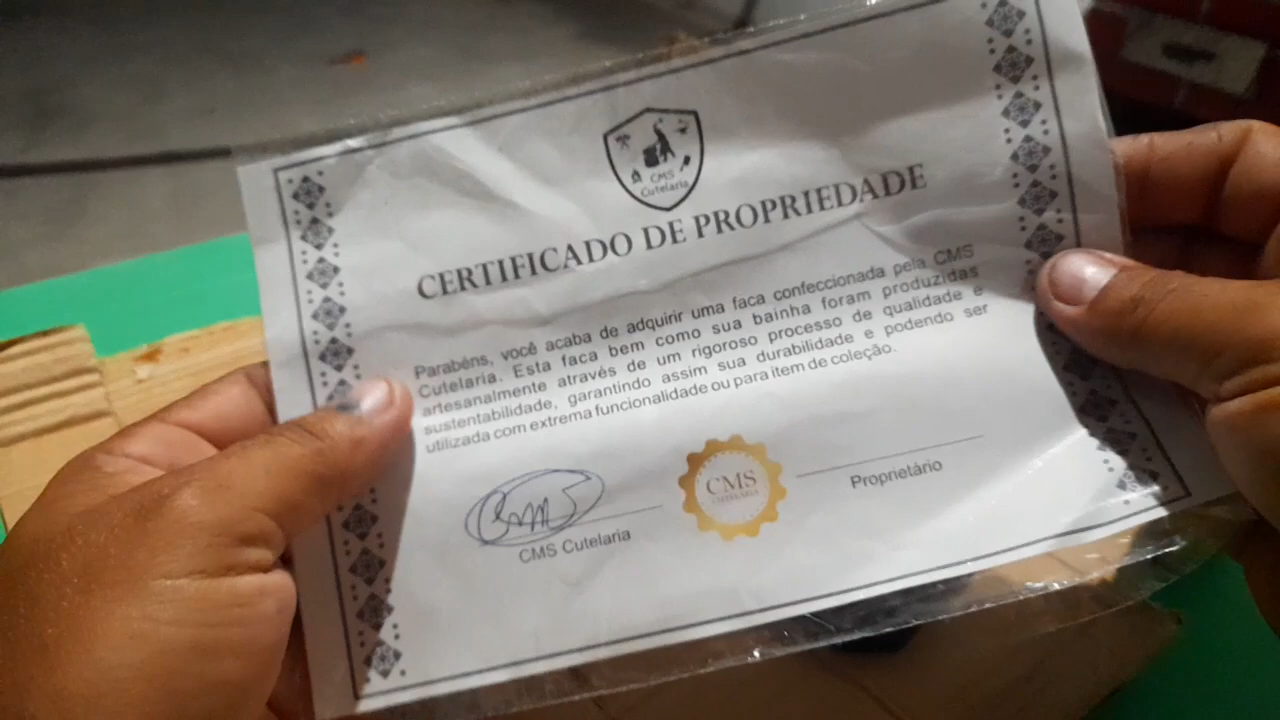 CMS
Cutelaria
CERTIFICADO DE PROPRIEDADE
Parabéns, você acaba de adquirir uma faca confeccionada pela CMS
Cutelaria. Esta faca bem como sua bainha foram produzidas
artesanalmente através de um rigoroso processo de qualidade e
sustentabilidade, garantindo assim sua durabilidade e podendo ser
utilizada com extrema funcionalidade ou para item de coleção.
CMS Cutelaria
CMS
CUTELARIA
Proprietário